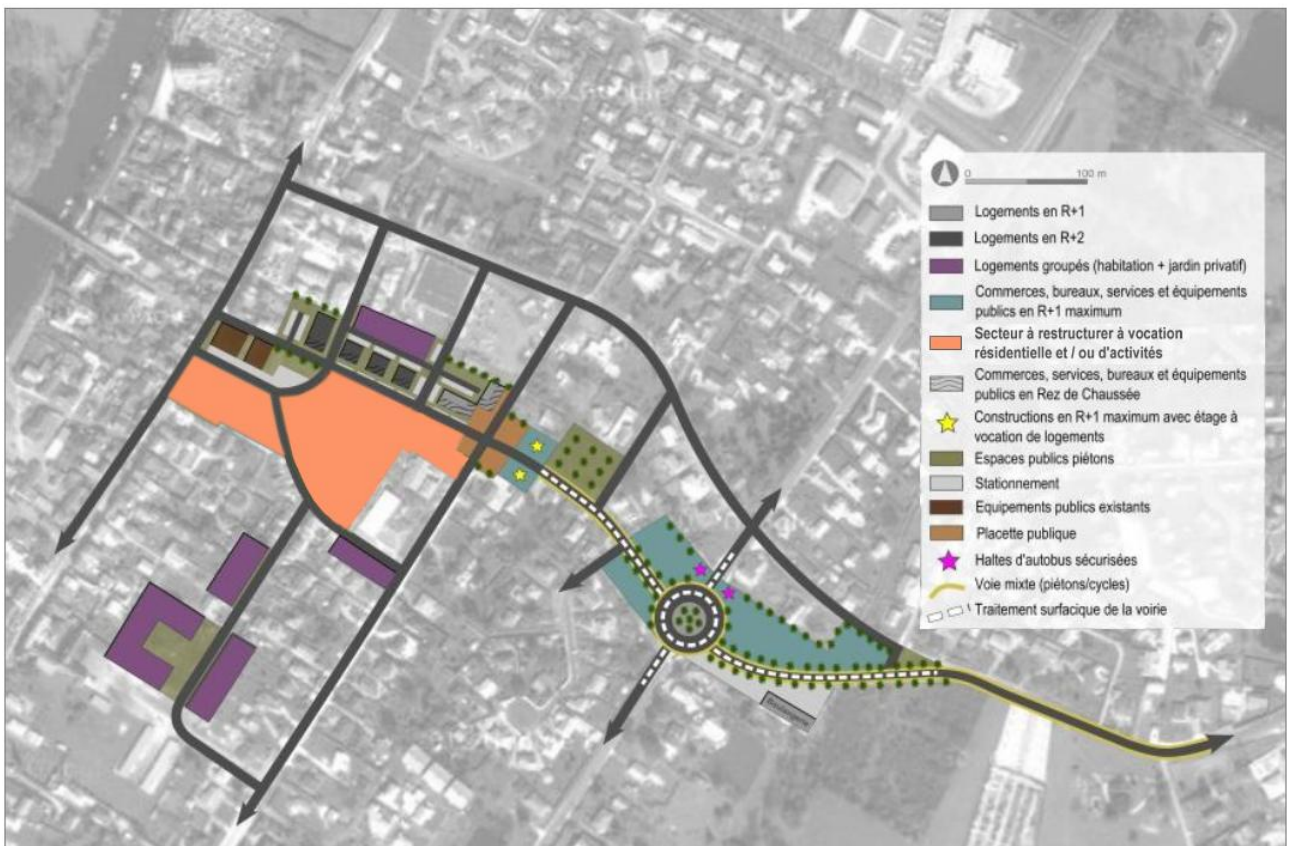 0 100 m
Logements en R+1
Logements en R+2
Logements groupés (habitation + jardin privatif)
Commerces, bureaux, services et équipements
publics en R+1 maximum
Secteur à restructurer à vocation
résidentielle et / ou d'activités
Commerces, services, bureaux et équipements
publics en Rez de Chaussée
Constructions en R+1 maximum avec étage à
vocation de logements
Espaces publics piétons
Stationnement
Equipements publics existants
Placette publique
Haltes d'autobus sécurisées
Voie mixte (piétons/cycles)
Traitement surfacique de la voirie
Boulangerie